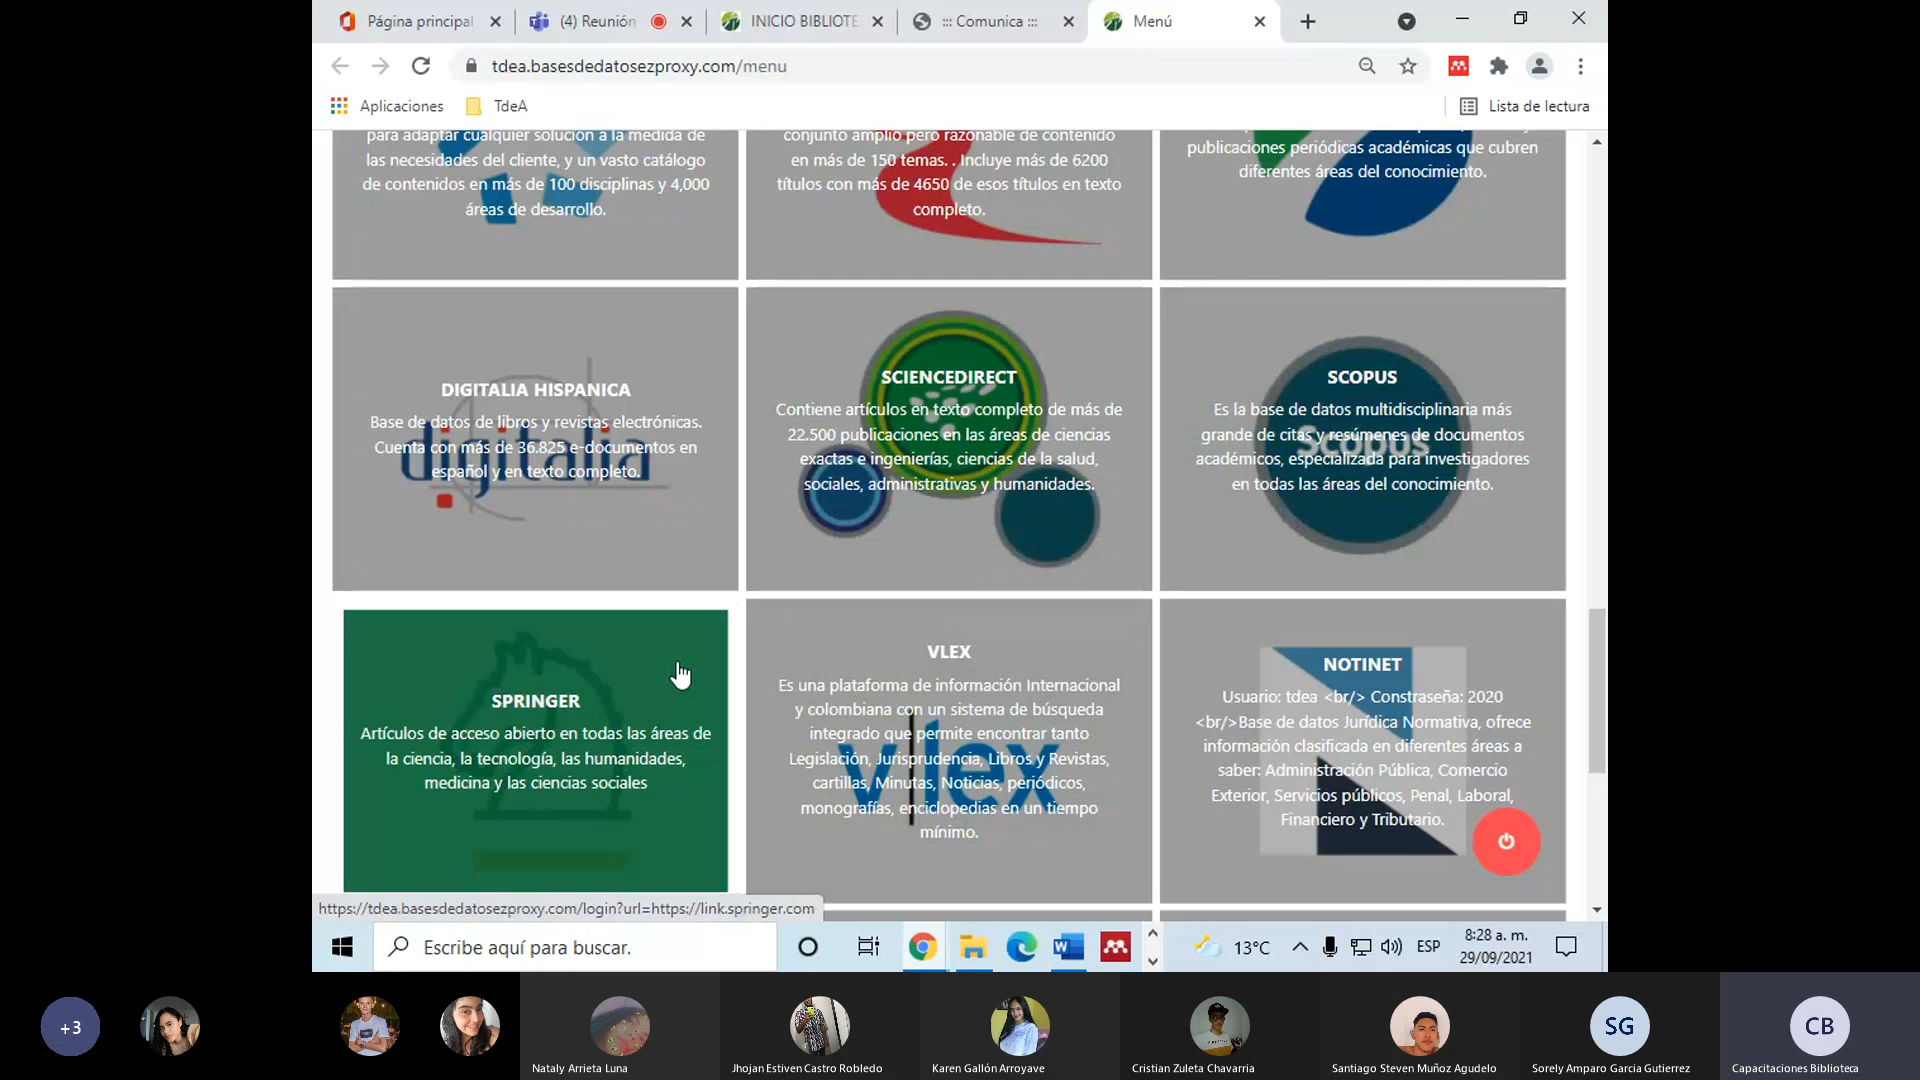 Página principal
(4) Reunión
INICIO BIBLIOTE
::: Comunica :::
Menú
tdea.basesdedatosezproxy.com/menu
Aplicaciones
TdeA
Lista de lectura
para adaptar cualquier solución a la medida de
las necesidades del cliente, y un vasto catálogo
de contenidos en más de 100 disciplinas y 4,000
áreas de desarrollo.
conjunto amplio pero razonable de contenido
en más de 150 temas. . Incluye más de 6200
títulos con más de 4650 de esos títulos en texto
completo.
publicaciones periódicas académicas que cubren
diferentes áreas del conocimiento.
DIGITALIA HISPANICA
Base de datos de libros y revistas electrónicas.
Cuenta con más de 36.825 e-documentos en
español y en texto completo.
digitalia
SCIENCEDIRECT
Contiene artículos en texto completo de más de
22.500 publicaciones en las áreas de ciencias
exactas e ingenierías, ciencias de la salud,
sociales, administrativas y humanidades.
SCOPUS
Es la base de datos multidisciplinaria más
grande de citas y resúmenes de documentos
académicos, especializada para investigadores
en todas las áreas del conocimiento.
Scopus
SPRINGER
Artículos de acceso abierto en todas las áreas de
la ciencia, la tecnología, las humanidades,
medicina y las ciencias sociales
VLEX
Es una plataforma de información Internacional
y colombiana con un sistema de búsqueda
integrado que permite encontrar tanto
Legislación, Jurisprudencia, Libros y Revistas,
cartillas, Minutas, Noticias, periódicos,
monografías, enciclopedias en un tiempo
mínimo.
v|lex
NOTINET
Usuario: tdea <br/> Constraseña: 2020
<br/>Base de datos Jurídica Normativa, ofrece
información clasificada en diferentes áreas a
saber: Administración Pública, Comercio
Exterior, Servicios públicos, Penal, Laboral,
Financiero y Tributario.
https://tdea.basesdedatosezproxy.com/login?url=https://link.springer.com
Escribe aquí para buscar.
13°C
ESP
8:28 a. m.
29/09/2021
+3
SG
CB
Nataly Arrieta Luna
Jhojan Estiven Castro Robledo
Karen Gallón Arroyave
Cristian Zuleta Chavarria
Santiago Steven Muñoz Agudelo
Sorely Amparo Garcia Gutierrez
Capacitaciones Biblioteca